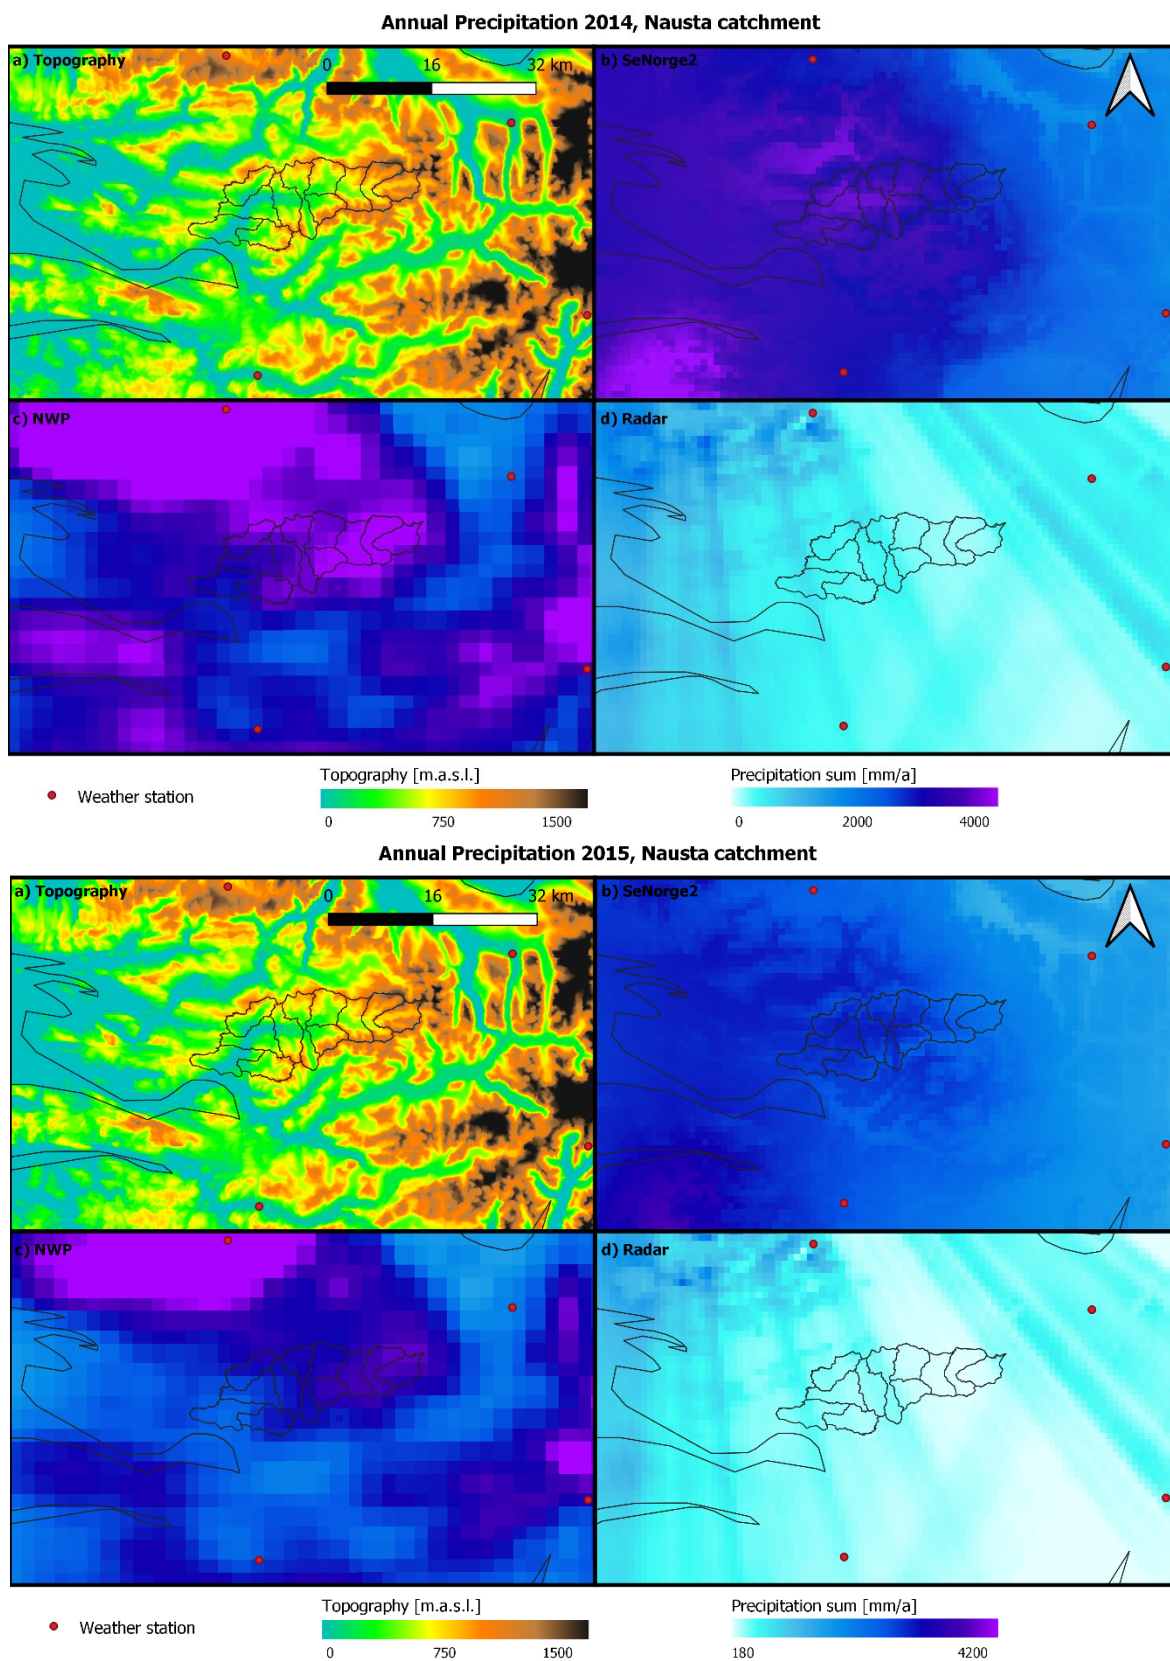 Annual Precipitation 2014, Nausta catchment
a) Topography
0 16 32 km
b) SeNorge2
c) NWP
d) Radar
Weather station
Topography [m.a.s.l.]
0 750 1500
Precipitation sum [mm/a]
0 2000 4000
Annual Precipitation 2015, Nausta catchment
a) Topography
0 16 32 km
b) SeNorge2
c) NWP
d) Radar
Weather station
Topography [m.a.s.l.]
0 750 1500
Precipitation sum [mm/a]
180 4200